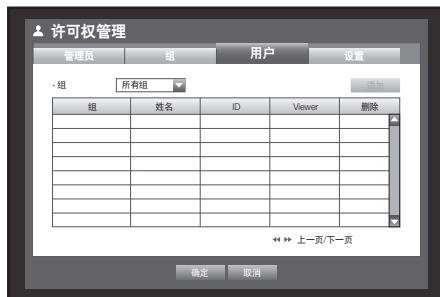 许可权管理
管理员 组 用户 设置
·组 所有组 添加
组 姓名 ID Viewer 删除
上一页/下一页
确定 取消